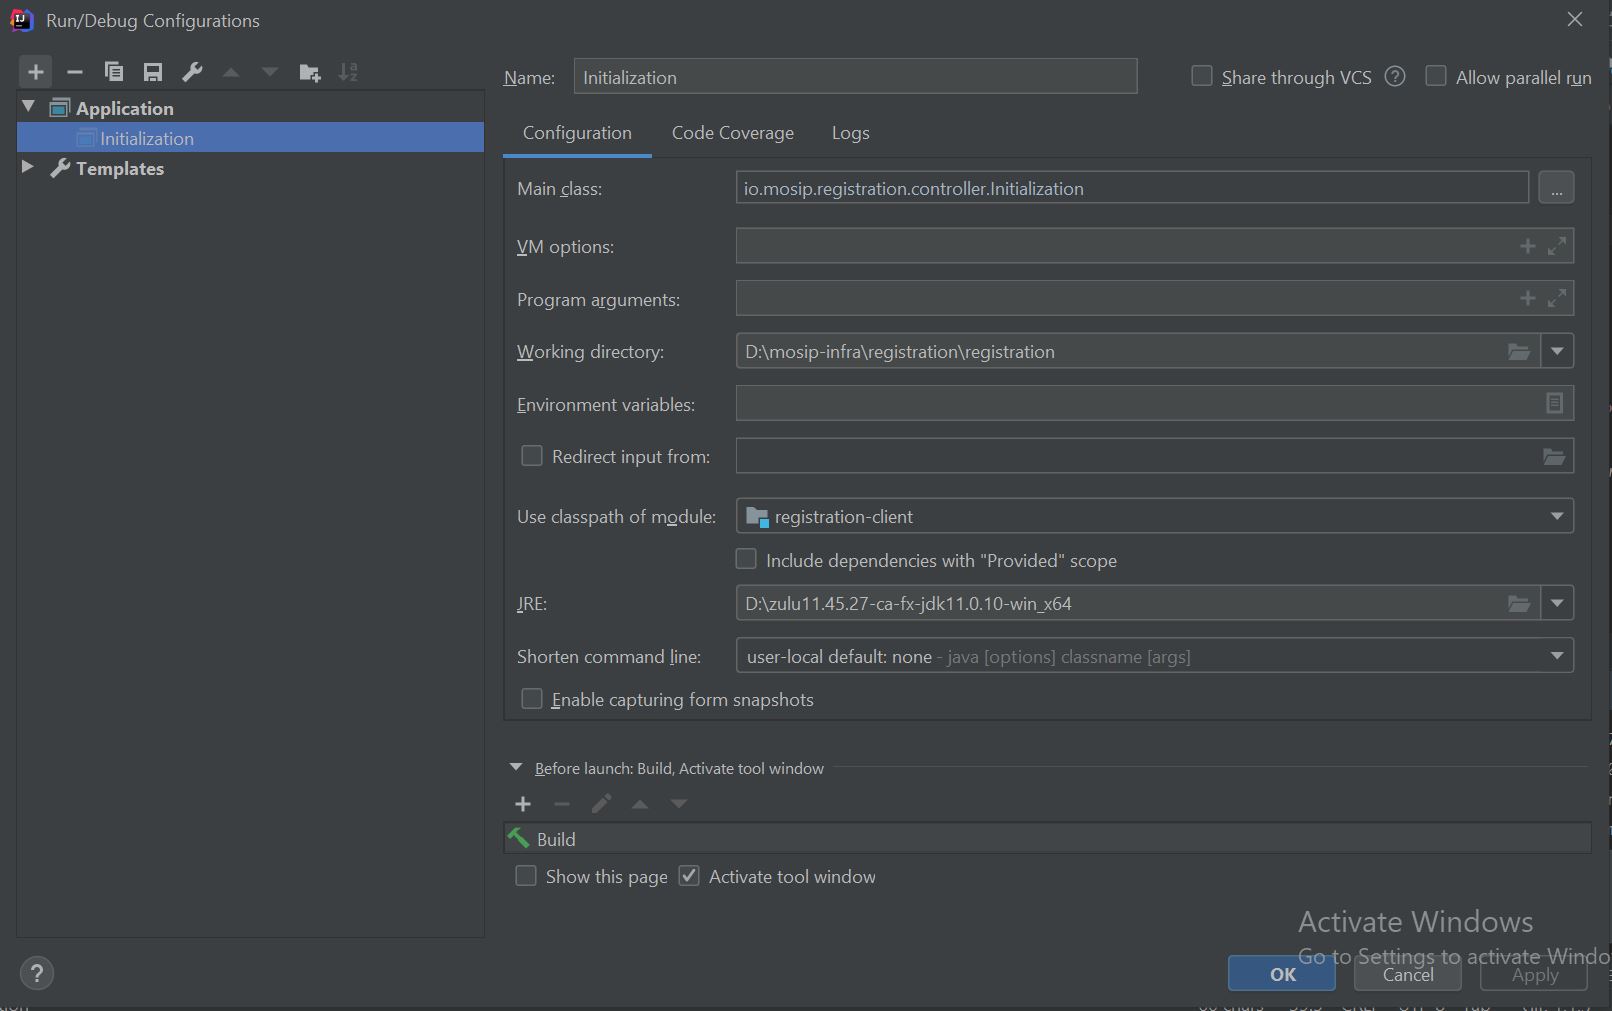 Run/Debug Configurations
Application
Initialization
Templates
Name: Initialization Share through VCS ? Allow parallel run
Configuration Code Coverage Logs
Main class: io.mosip.registration.controller.Initialization ...
VM options:
Program arguments:
Working directory: D:\mosip-infra\registration\registration
Environment variables:
Redirect input from:
Use classpath of module: registration-client
Include dependencies with "Provided" scope
JRE: D:\zulu11.45.27-ca-fx-jdk11.0.10-win_x64
Shorten command line: user-local default: none - java [options] classname [args]
Enable capturing form snapshots
Before launch: Build, Activate tool window
Build
Show this page Activate tool window
Activate Windows
Go to Settings to activate Windo
? OK Cancel Apply